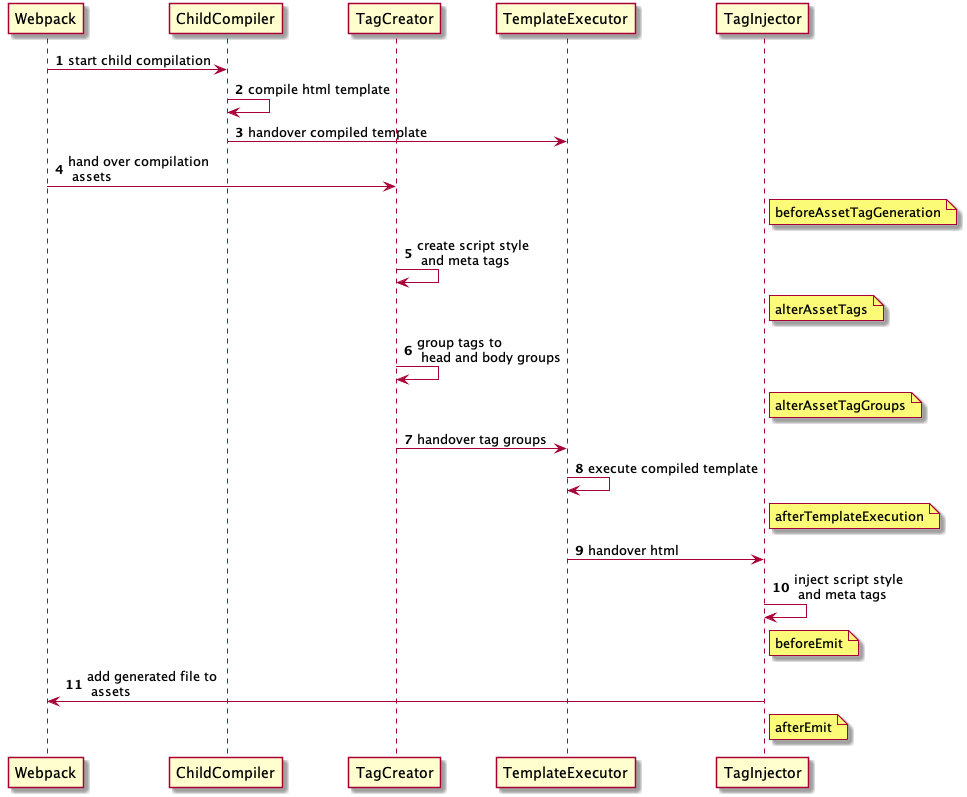 Webpack ChildCompiler TagCreator TemplateExecutor TagInjector
1 start child compilation
2 compile html template
3 handover compiled template
4 hand over compilation
assets
beforeAssetTagGeneration
5 create script style
and meta tags
alterAssetTags
6 group tags to
head and body groups
alterAssetTagGroups
7 handover tag groups
8 execute compiled template
afterTemplateExecution
9 handover html
10 inject script style
and meta tags
beforeEmit
11 add generated file to
assets
afterEmit
Webpack ChildCompiler TagCreator TemplateExecutor TagInjector